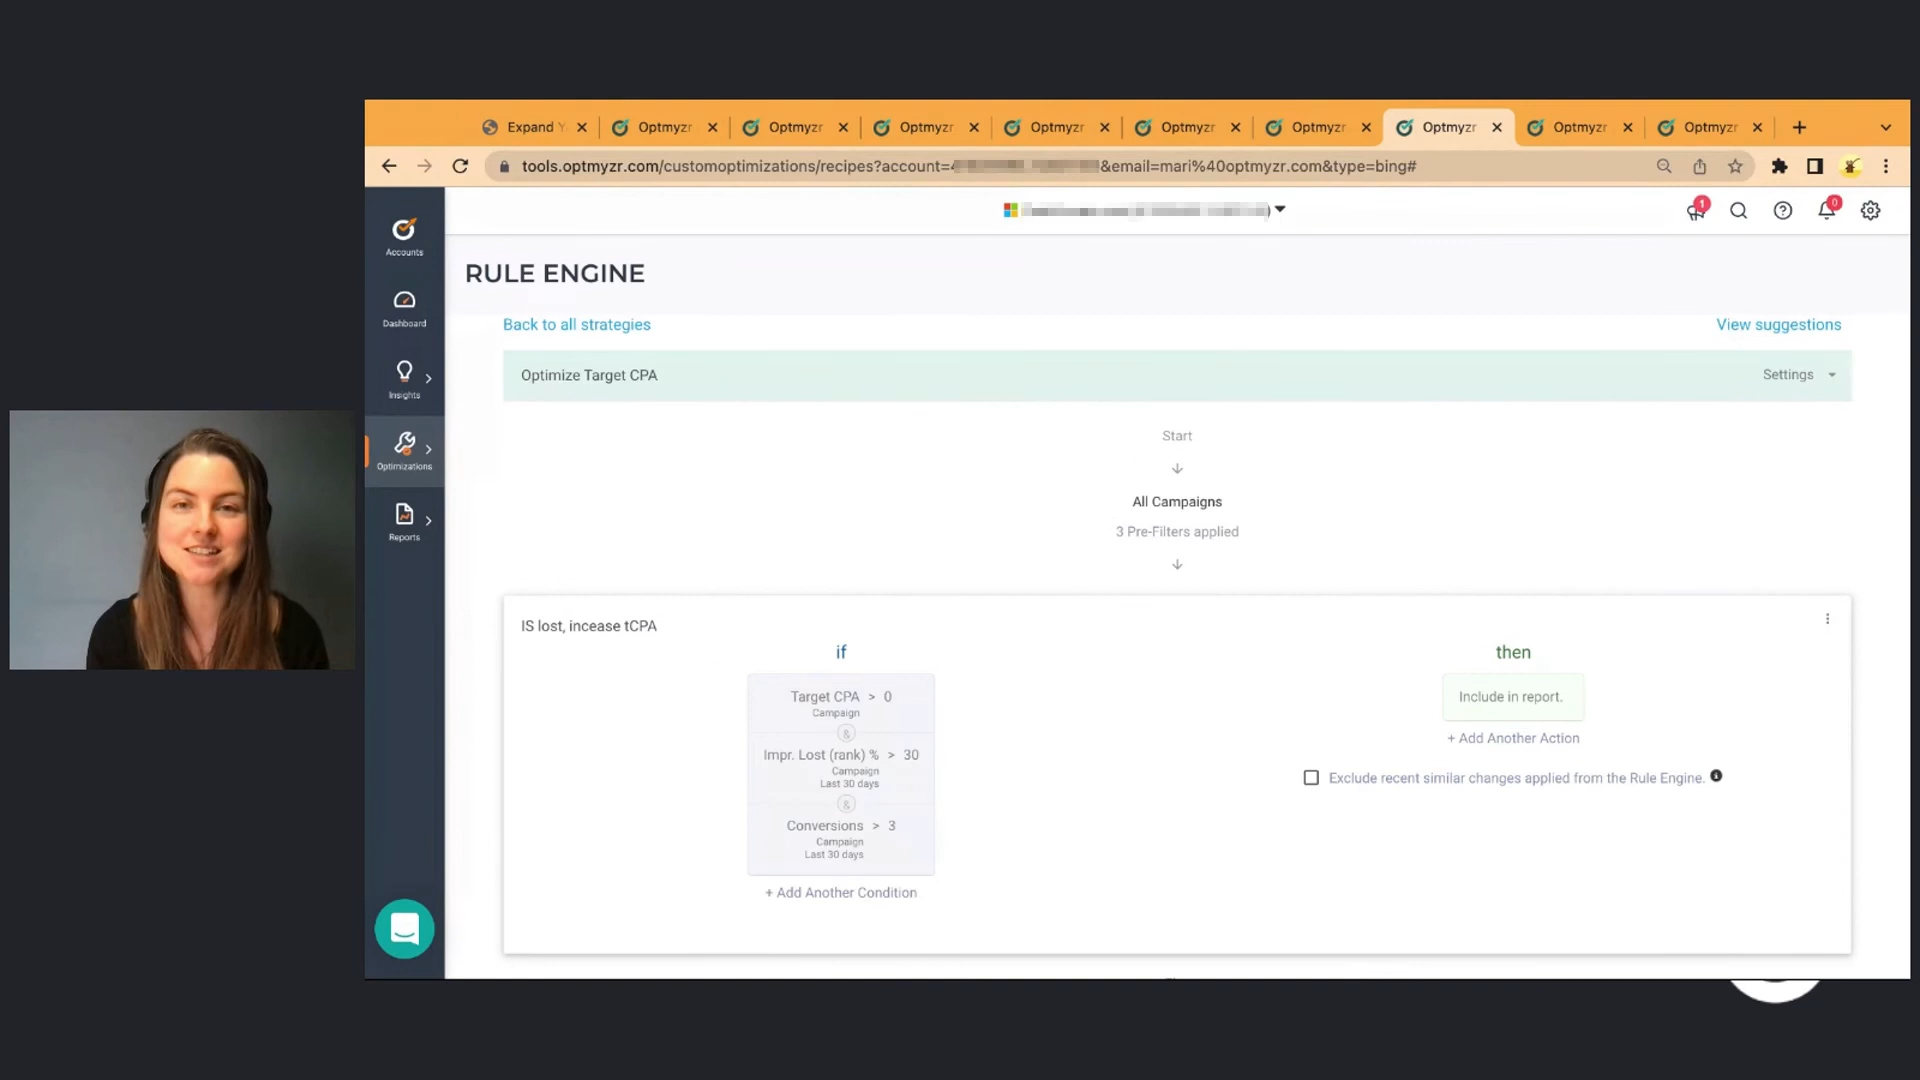 Expand Y
Optmyzr
Optmyzr
Optmyzr
Optmyzr
Optmyzr
Optmyzr
Optmyzr
Optmyzr
Optmyzr
tools.optmyzr.com/customoptimizations/recipes?account=4
&email=mari%40optmyzr.com&type=bing#
1
0
Accounts
Dashboard
Insights
Optimizations
Reports
RULE ENGINE
Back to all strategies
View suggestions
Optimize Target CPA
Settings
Start
All Campaigns
3 Pre-Filters applied
IS lost, incease tCPA
if
then
Target CPA > 0
Campaign
&
Impr. Lost (rank) % > 30
Campaign
Last 30 days
&
Conversions > 3
Campaign
Last 30 days
+ Add Another Condition
Include in report.
+ Add Another Action
Exclude recent similar changes applied from the Rule Engine.